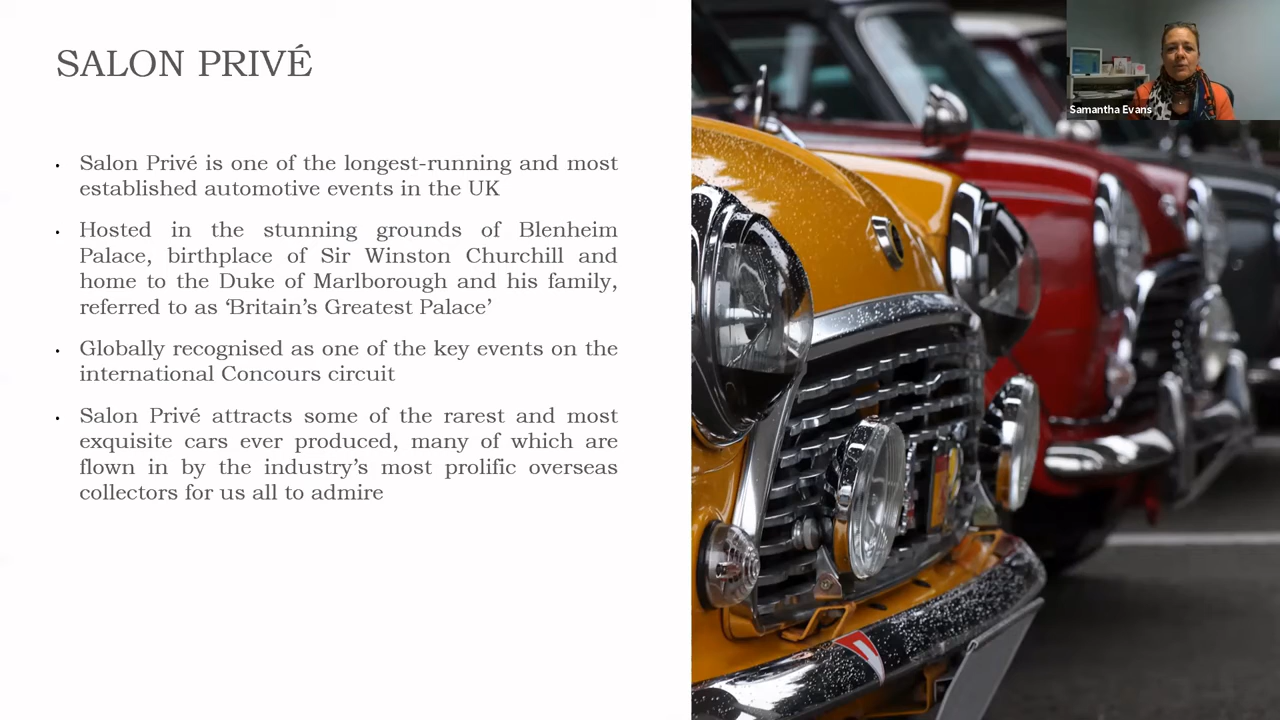 SALON PRIVÉ
Samantha Evans
• Salon Privé is one of the longest-running and most
established automotive events in the UK
• Hosted in the stunning grounds of Blenheim
Palace, birthplace of Sir Winston Churchill and
home to the Duke of Marlborough and his family,
referred to as ‘Britain’s Greatest Palace’
• Globally recognised as one of the key events on the
international Concours circuit
• Salon Privé attracts some of the rarest and most
exquisite cars ever produced, many of which are
flown in by the industry’s most prolific overseas
collectors for us all to admire